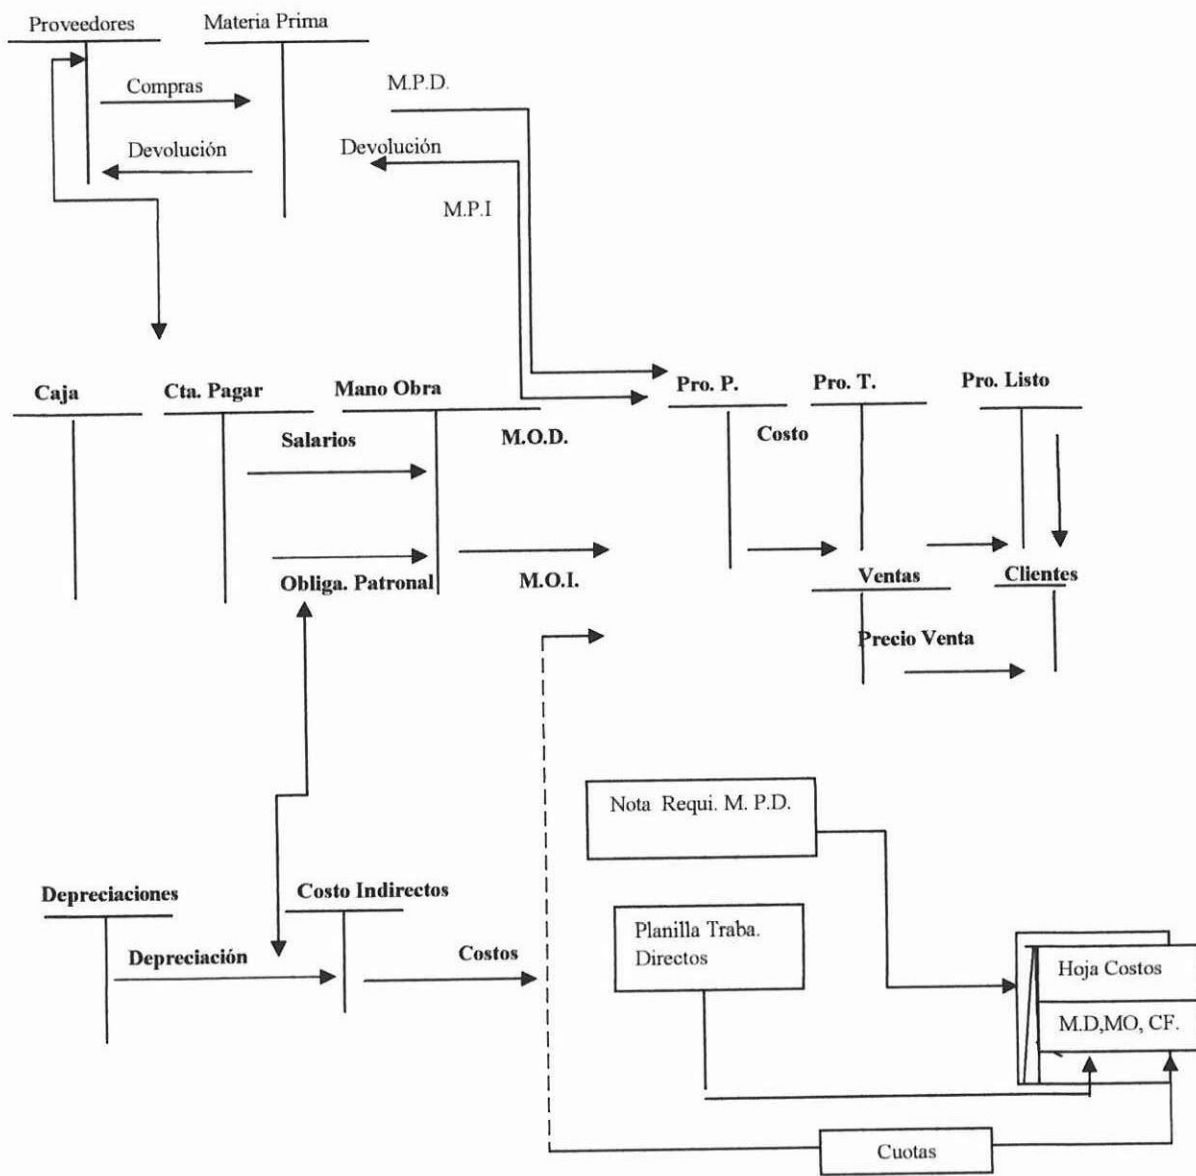 Proveedores
Materia Prima
Compras
M.P.D.
Devolución
Devolución
M.P.I
Caja
Cta. Pagar
Mano Obra
Pro. P.
Pro. T.
Pro. Listo
Salarios
M.O.D.
Costo
Obliga. Patronal
M.O.I.
Ventas
Clientes
Precio Venta
Nota Requi. M. P.D.
Depreciaciones
Costo Indirectos
Planilla Traba.
Directos
Depreciación
Costos
Hoja Costos
M.D,MO, CF.
Cuotas